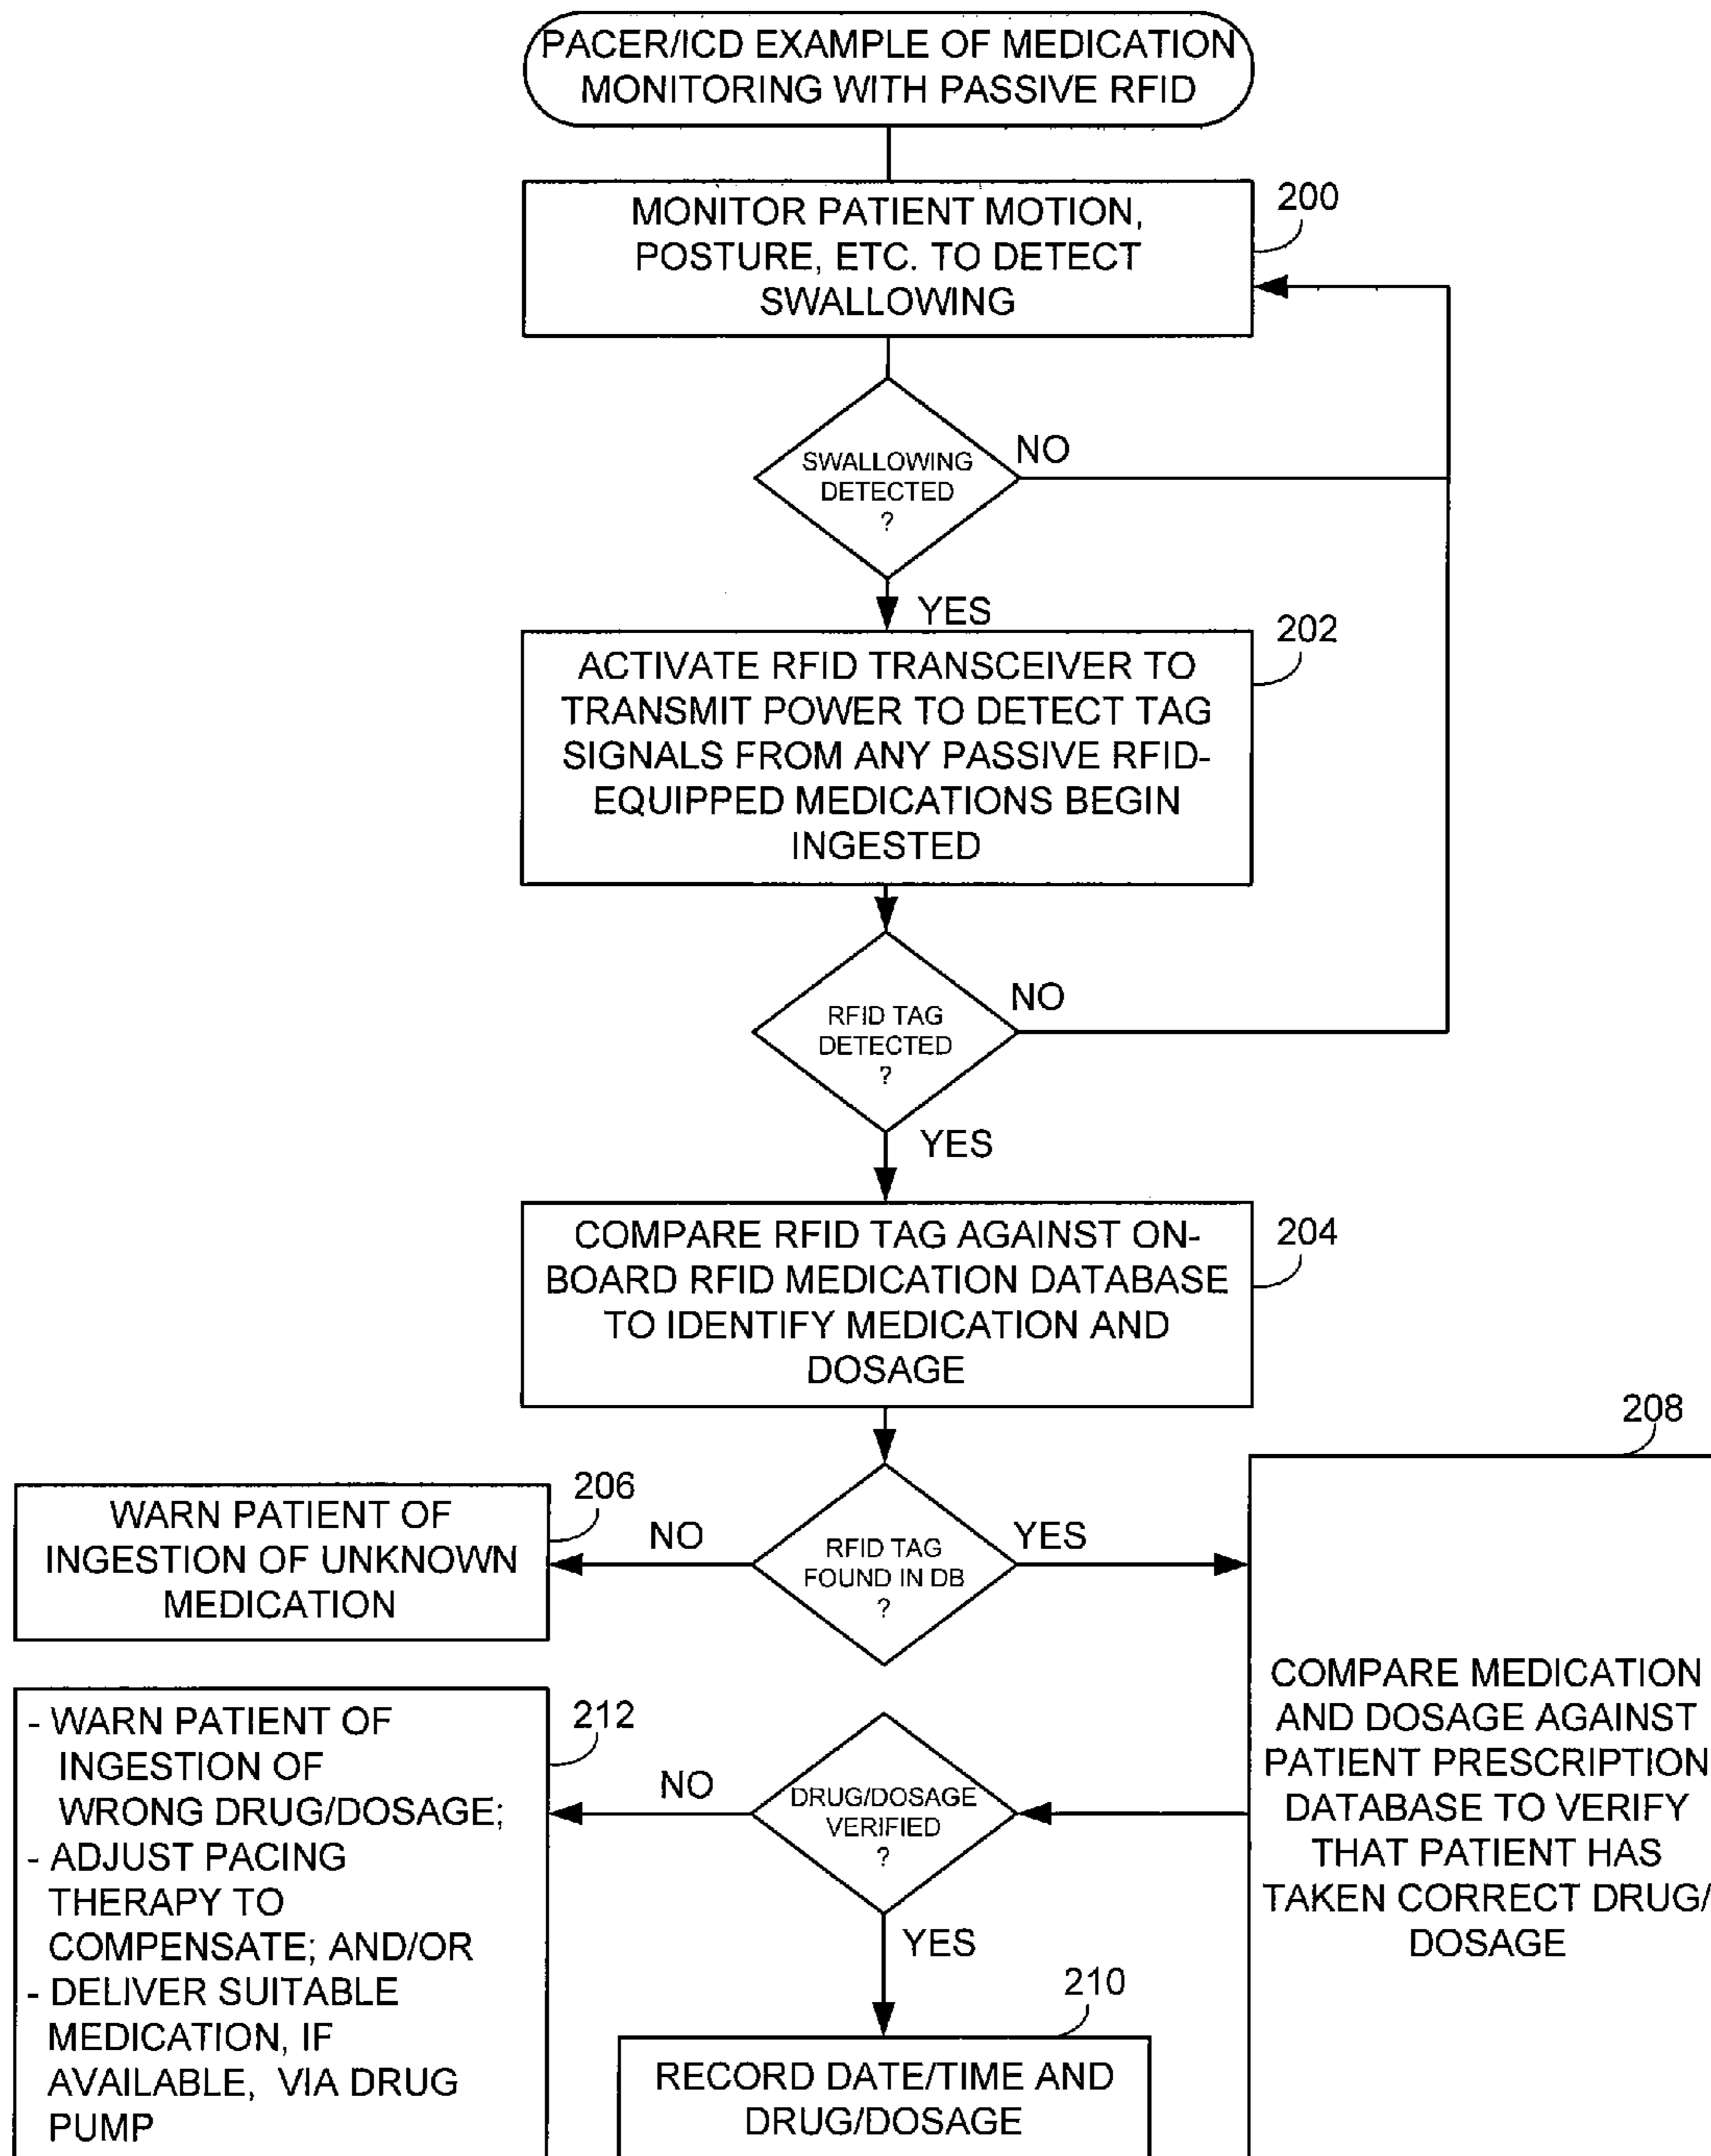 PACER/ICD EXAMPLE OF MEDICATION
MONITORING WITH PASSIVE RFID
200
MONITOR PATIENT MOTION,
POSTURE, ETC. TO DETECT
SWALLOWING
SWALLOWING
DETECTED
?
NO
YES
202
ACTIVATE RFID TRANSCEIVER TO
TRANSMIT POWER TO DETECT TAG
SIGNALS FROM ANY PASSIVE RFID-
EQUIPPED MEDICATIONS BEGIN
INGESTED
RFID TAG
DETECTED
?
NO
YES
204
COMPARE RFID TAG AGAINST ON-
BOARD RFID MEDICATION DATABASE
TO IDENTIFY MEDICATION AND
DOSAGE
RFID TAG
FOUND IN DB
?
NO
YES
206
WARN PATIENT OF
INGESTION OF UNKNOWN
MEDICATION
208
COMPARE MEDICATION
AND DOSAGE AGAINST
PATIENT PRESCRIPTION
DATABASE TO VERIFY
THAT PATIENT HAS
TAKEN CORRECT DRUG/
DOSAGE
DRUG/DOSAGE
VERIFIED
?
NO
YES
212
- WARN PATIENT OF
INGESTION OF
WRONG DRUG/DOSAGE;
- ADJUST PACING
THERAPY TO
COMPENSATE; AND/OR
- DELIVER SUITABLE
MEDICATION, IF
AVAILABLE, VIA DRUG
PUMP
210
RECORD DATE/TIME AND
DRUG/DOSAGE